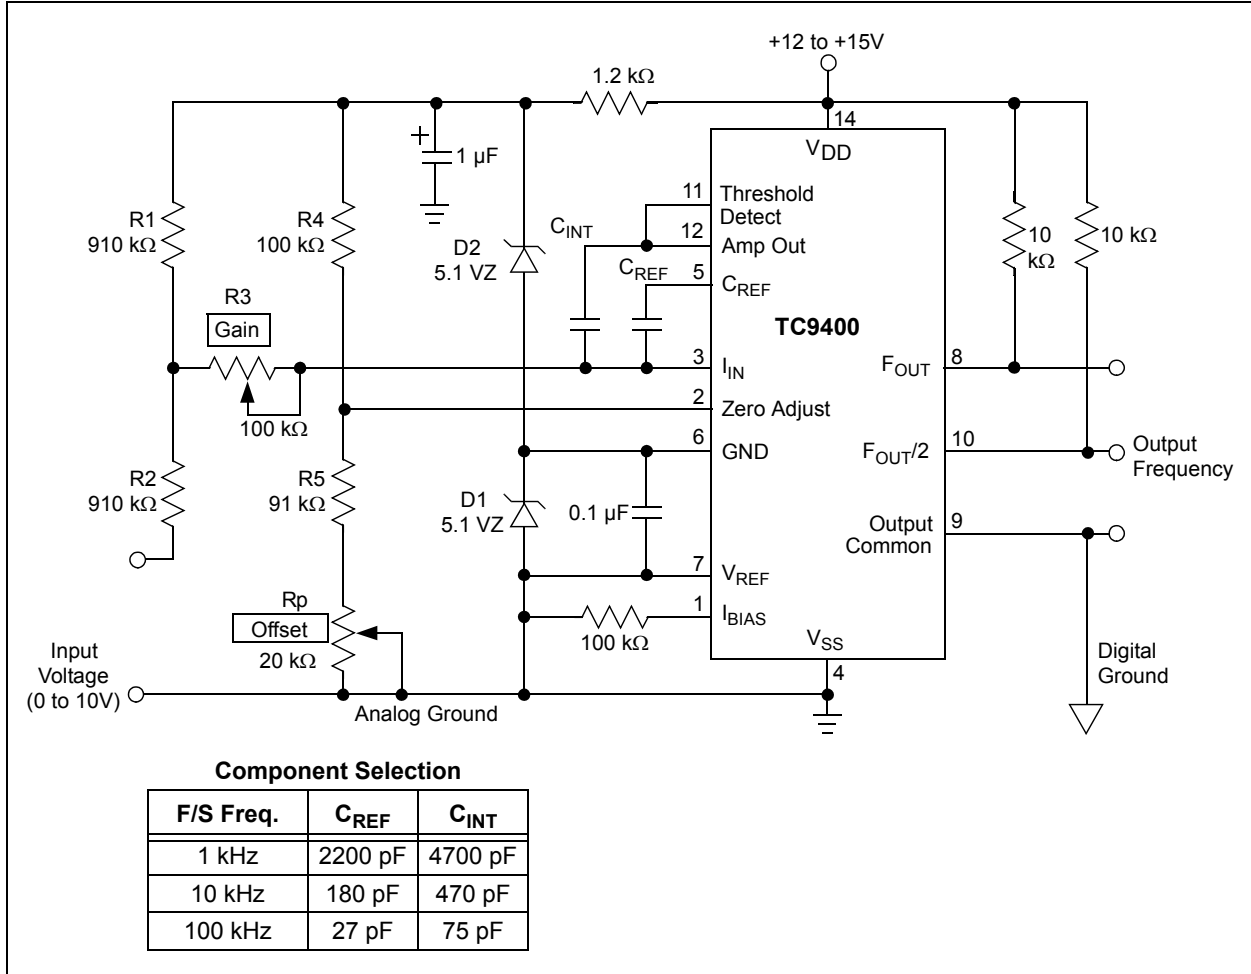 +12 to +15V
1.2 kΩ
14
VDD
+
1 µF
11
Threshold
Detect
R1
910 kΩ
R4
100 kΩ
CINT
12
Amp Out
D2
5.1 VZ
10
kΩ
10 kΩ
CREF
5
CREF
R3
Gain
TC9400
3
IIN
FOUT
8
100 kΩ
2
Zero Adjust
6
GND
FOUT/2
10
Output
Frequency
R2
910 kΩ
R5
91 kΩ
D1
5.1 VZ
0.1 µF
Output
Common
9
7
VREF
Rp
Offset
20 kΩ
1
IBIAS
100 kΩ
VSS
4
Input
Voltage
(0 to 10V)
Analog Ground
Digital
Ground
Component Selection
F/S Freq. CREF CINT
1 kHz 2200 pF 4700 pF
10 kHz 180 pF 470 pF
100 kHz 27 pF 75 pF